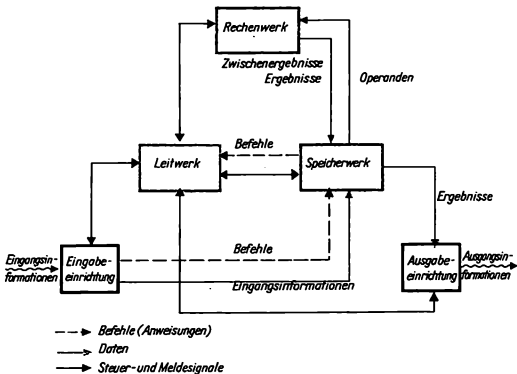 Rechenwerk
Zwischenergebnisse
Ergebnisse
Operanden
Befehle
Leitwerk
Speicherwerk
Ergebnisse
Eingangsin-
formationen
Eingabe-
einrichtung
Befehle
Eingangsinformationen
Ausgabe-
einrichtung
Ausgangsin-
formationen
Befehle (Anweisungen)
Daten
Steuer- und Meldesignale